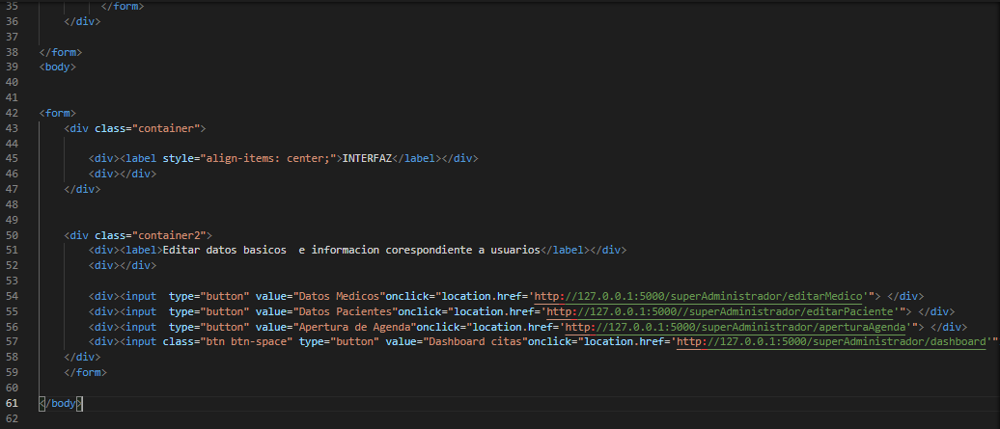 35 </form>
36 </div>
37
38 </form>
39 <body>
40
41
42 <form>
43 <div class="container">
44
45 <div><label style="align-items: center;">INTERFAZ</label></div>
46 <div></div>
47 </div>
48
49
50 <div class="container2">
51 <div><label>Editar datos basicos  e informacion corespondiente a usuarios</label></div>
52 <div></div>
53
54 <div><input  type="button" value="Datos Medicos"onclick="location.href='http://127.0.0.1:5000/superAdministrador/editarMedico'"> </div>
55 <div><input  type="button" value="Datos Pacientes"onclick="location.href='http://127.0.0.1:5000//superAdministrador/editarPaciente'"> </div>
56 <div><input  type="button" value="Apertura de Agenda"onclick="location.href='http://127.0.0.1:5000/superAdministrador/aperturaAgenda'"> </div>
57 <div><input class="btn btn-space" type="button" value="Dashboard citas"onclick="location.href='http://127.0.0.1:5000/superAdministrador/dashboard'"
58 </div>
59 </form>
60
61 </body>
62